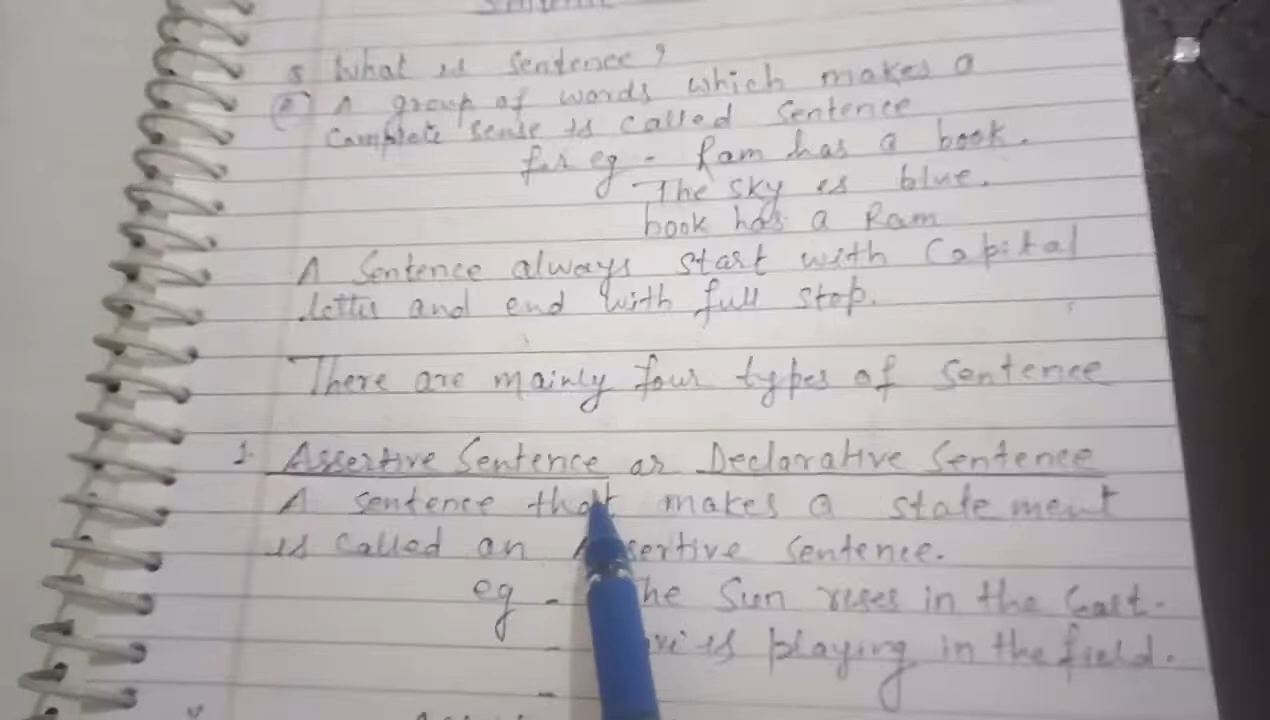 Sentence
s What is Sentence?
A group of words which makes a
Complete sense is called Sentence
for eg - Ram has a book.
The sky is blue.
book has a Ram
A Sentence always start with Capital
letter and end with full stop.
There are mainly four types of Sentence
1. Assertive Sentence or Declarative Sentence
A sentence that makes a statement
is called an Assertive sentence.
eg - The Sun rises in the East.
- is playing in the field.
-